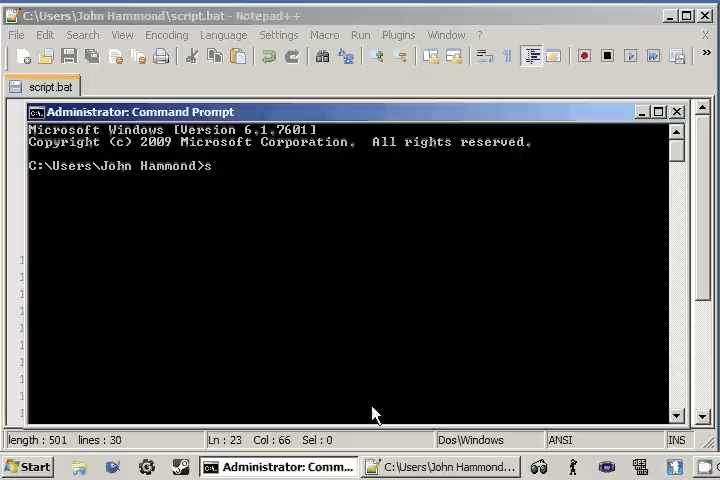 C:\Users\John Hammond\script.bat - Notepad++
File Edit Search View Encoding Language Settings Macro Run Plugins Window ? X
script.bat
Administrator: Command Prompt
Microsoft Windows [Version 6.1.7601]
Copyright (c) 2009 Microsoft Corporation. All rights reserved.
C:\Users\John Hammond>s
length : 501 lines : 30 Ln : 23 Col : 66 Sel : 0 Dos\Windows ANSI INS
Start Administrator: Comm... C:\Users\John Hammond...